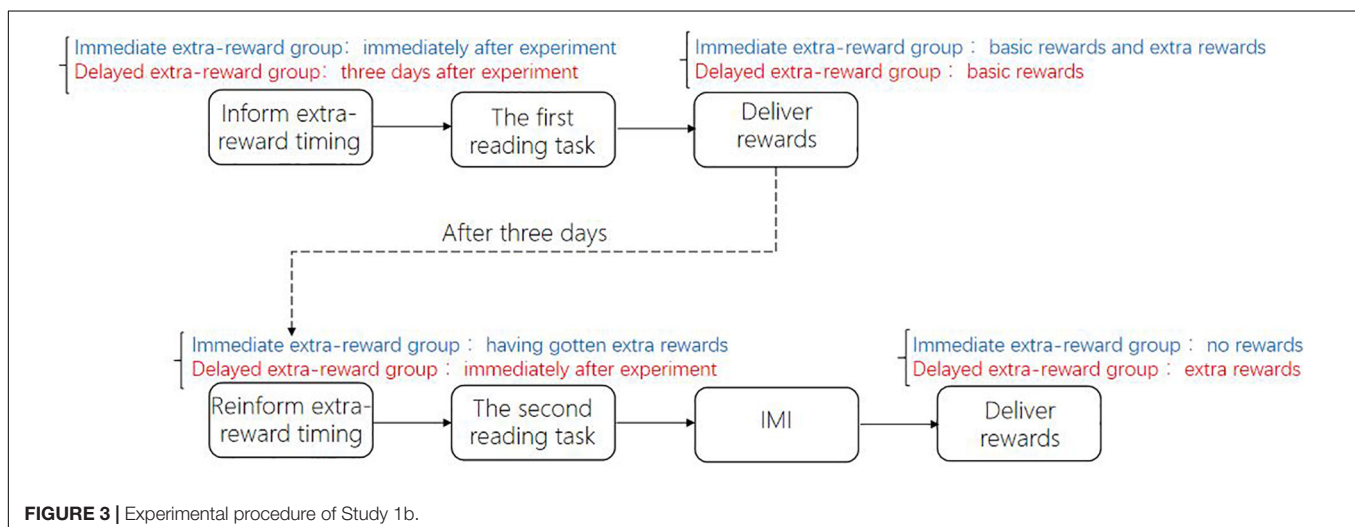 Immediate extra-reward group： immediately after experiment
Delayed extra-reward group： three days after experiment
Immediate extra-reward group： basic rewards and extra rewards
Delayed extra-reward group： basic rewards
Inform extra-
reward timing
The first
reading task
Deliver
rewards
After three days
Immediate extra-reward group： having gotten extra rewards
Delayed extra-reward group： immediately after experiment
Immediate extra-reward group： no rewards
Delayed extra-reward group： extra rewards
Reinform extra-
reward timing
The second
reading task
IMI
Deliver
rewards
FIGURE 3 | Experimental procedure of Study 1b.